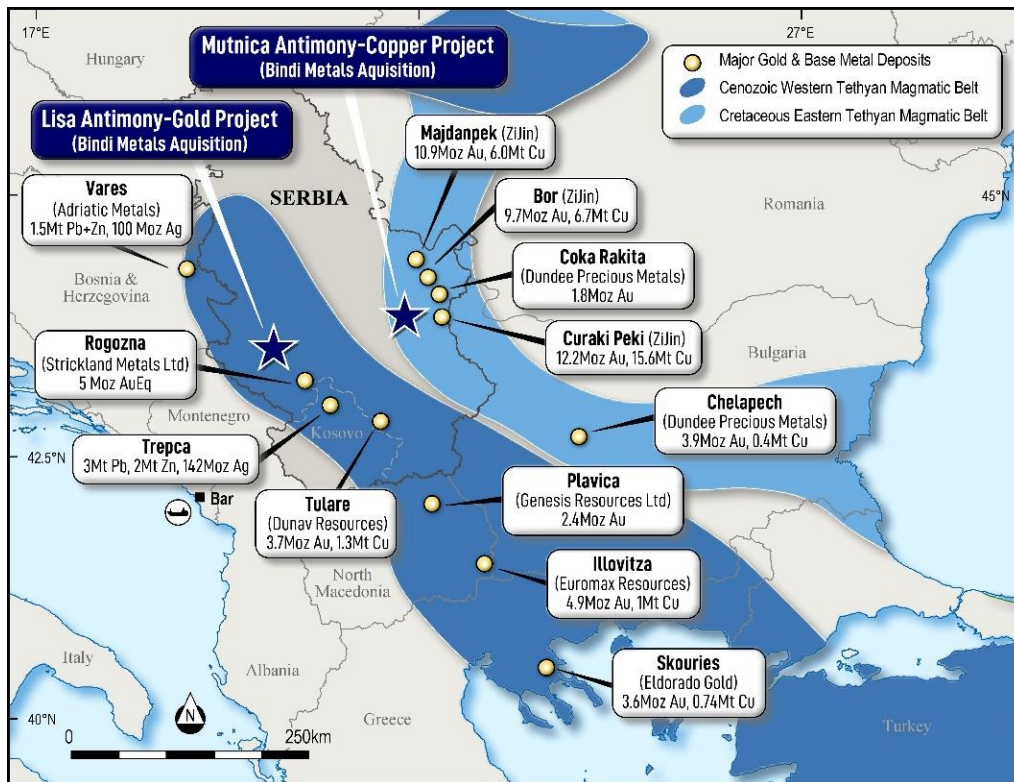 17°E
27°E
Hungary
Mutnica Antimony-Copper Project
(Bindi Metals Aquisition)
Major Gold & Base Metal Deposits
Cenozoic Western Tethyan Magmatic Belt
Cretaceous Eastern Tethyan Magmatic Belt
Lisa Antimony-Gold Project
(Bindi Metals Aquisition)
Majdanpek (ZiJin)
10.9Moz Au, 6.0Mt Cu
Vares
(Adriatic Metals)
1.5Mt Pb+Zn, 100 Moz Ag
SERBIA
Bor (ZiJin)
9.7Moz Au, 6.7Mt Cu
Romania
45°N
Coka Rakita
(Dundee Precious Metals)
1.8Moz Au
Bosnia &
Herzegovina
Curaki Peki (ZiJin)
12.2Moz Au, 15.6Mt Cu
Rogozna
(Strickland Metals Ltd)
5 Moz AuEq
Bulgaria
Chelapech
(Dundee Precious Metals)
3.9Moz Au, 0.4Mt Cu
Montenegro
Kosovo
Trepca
3Mt Pb, 2Mt Zn, 142Moz Ag
42.5°N
Bar
Tulare
(Dunav Resources)
3.7Moz Au, 1.3Mt Cu
Plavica
(Genesis Resources Ltd)
2.4Moz Au
Illovitza
(Euromax Resources)
4.9Moz Au, 1Mt Cu
North
Macedonia
Italy
Albania
Skouries
(Eldorado Gold)
3.6Moz Au, 0.74Mt Cu
40°N
N
Greece
Turkey
0
250km